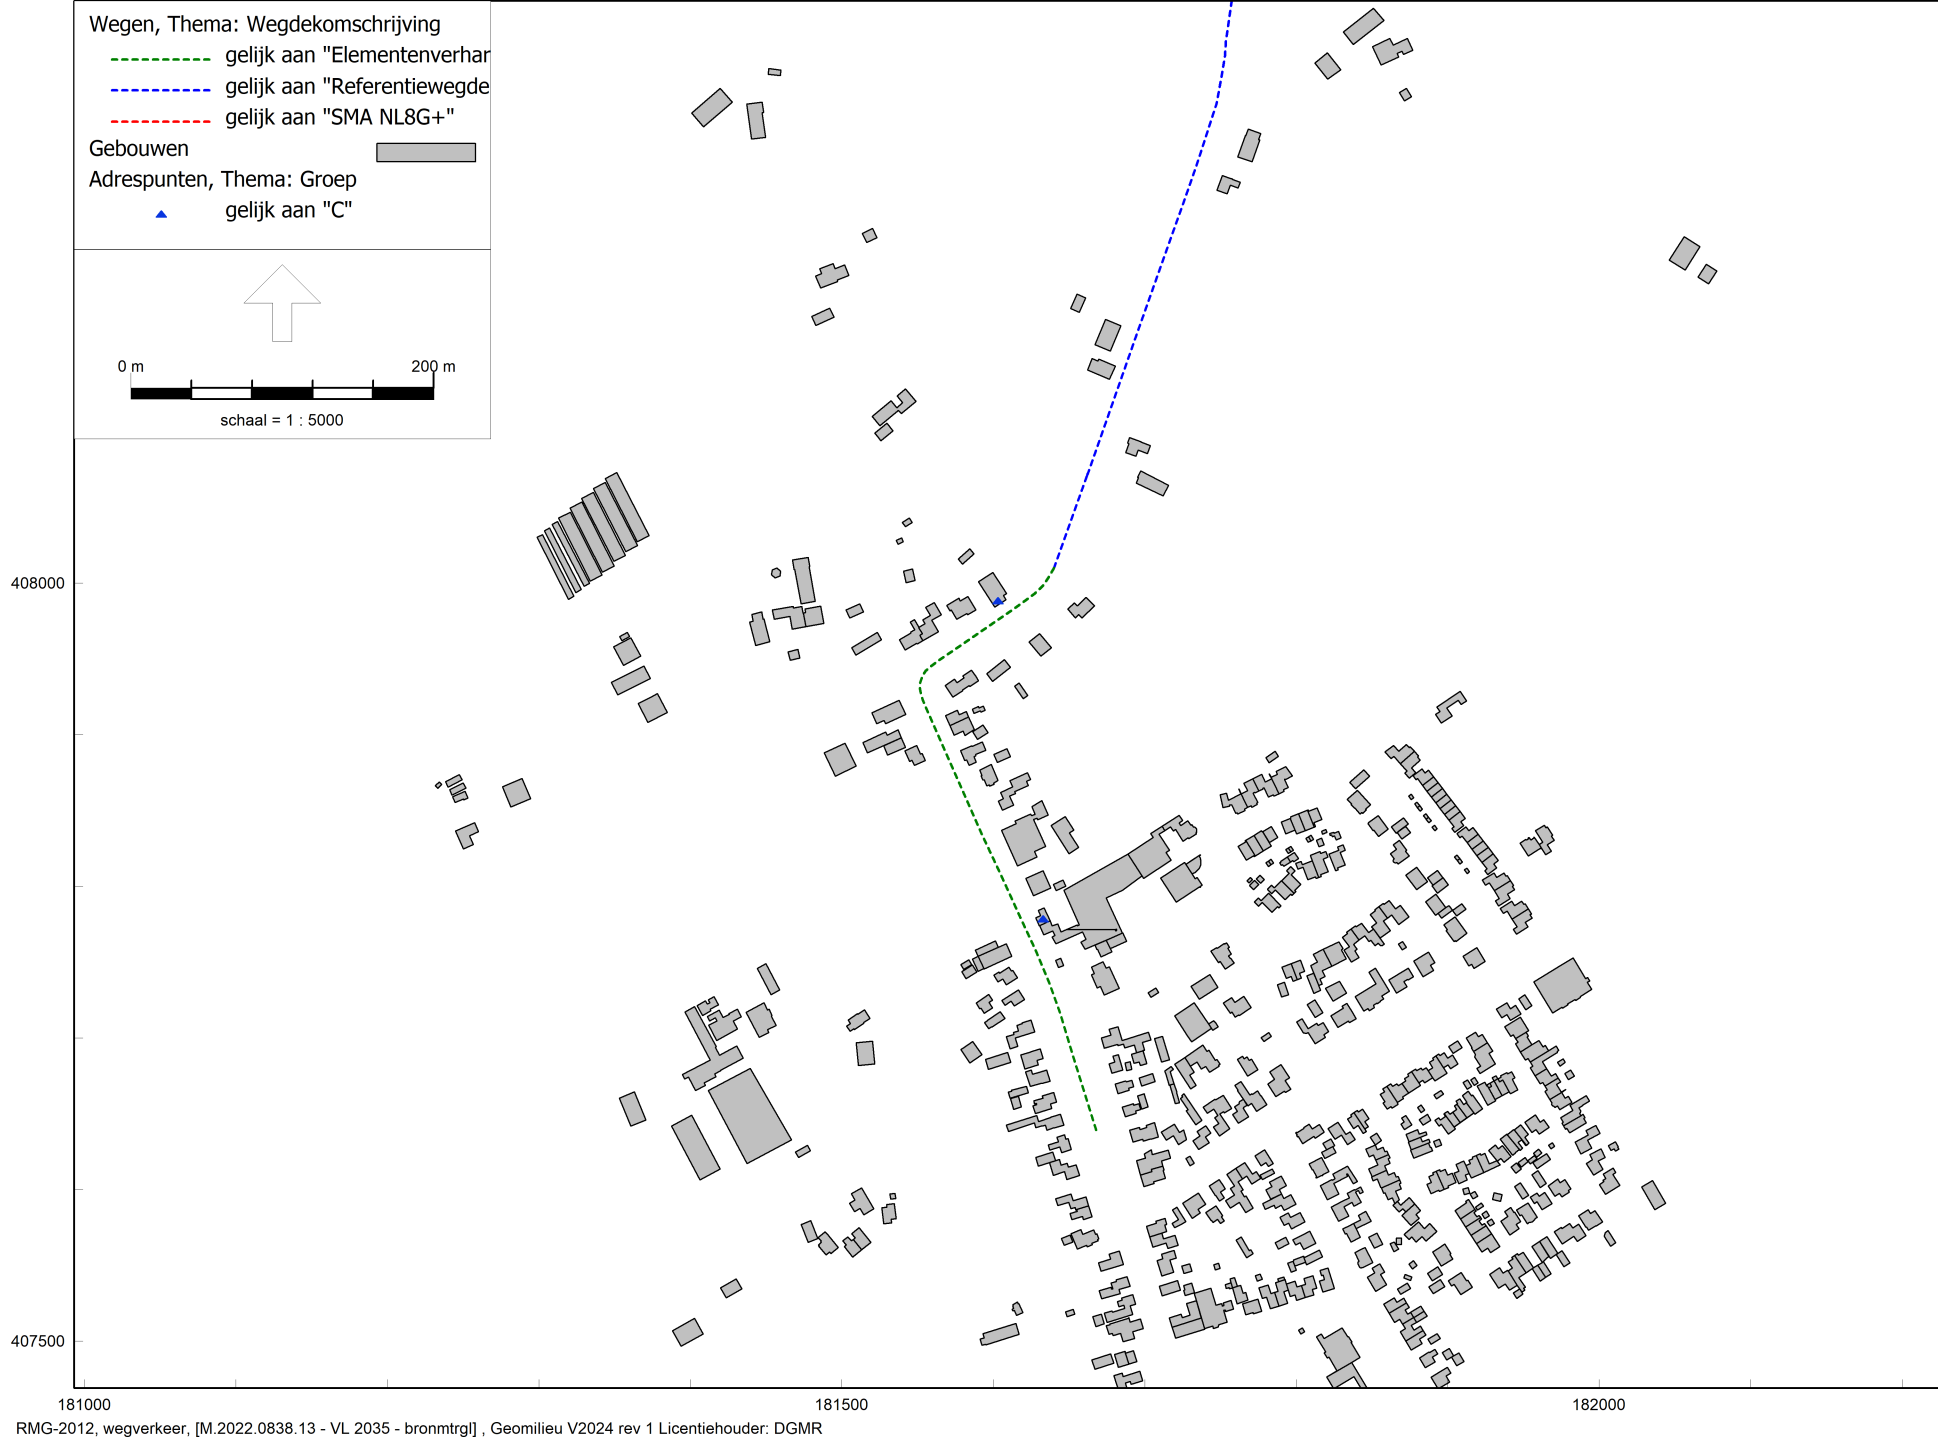 Wegen, Thema: Wegdekomschrijving
gelijk aan "Elementenverhar
gelijk aan "Referentiewegde
gelijk aan "SMA NL8G+"
Gebouwen
Adrespunten, Thema: Groep
gelijk aan "C"
0 m 200 m
schaal = 1 : 5000
408000
407500
181000 181500 182000
RMG-2012, wegverkeer, [M.2022.0838.13 - VL 2035 - bronmtrgl] , Geomilieu V2024 rev 1 Licentiehouder: DGMR